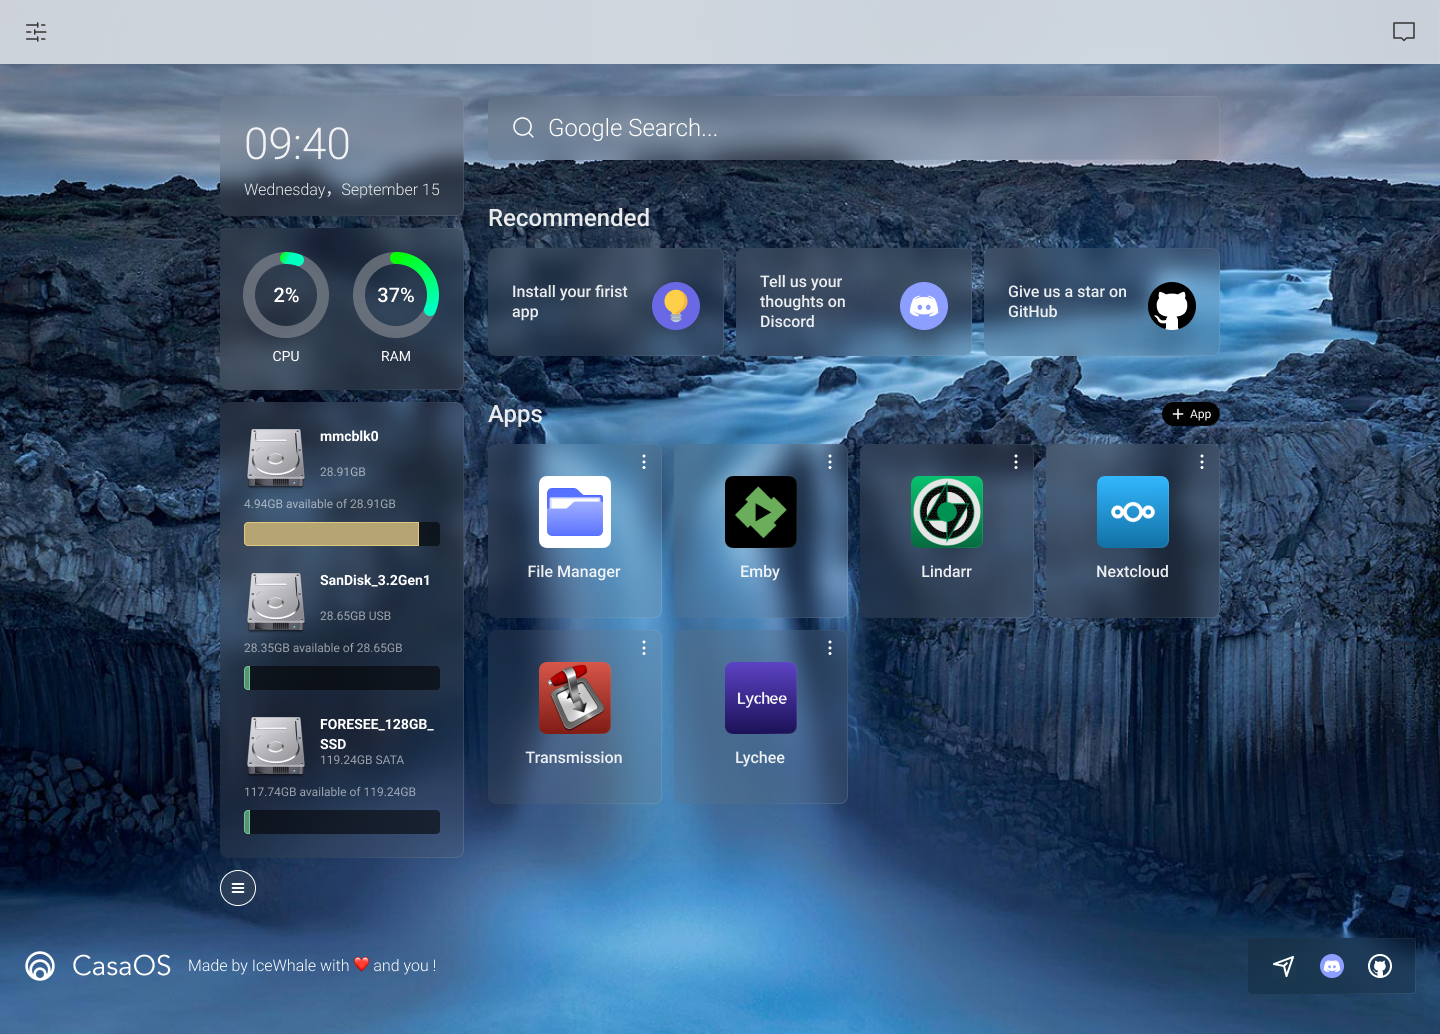 09:40
Wednesday，September 15
2%
37%
CPU
RAM
mmcblk0
28.91GB
4.94GB available of 28.91GB
SanDisk_3.2Gen1
28.65GB USB
28.35GB available of 28.65GB
FORESEE_128GB_
SSD
119.24GB SATA
117.74GB available of 119.24GB
Google Search...
Recommended
Install your firist
app
Tell us your
thoughts on
Discord
Give us a star on
GitHub
Apps
+ App
File Manager
Emby
Lindarr
Nextcloud
Transmission
Lychee
Lychee
CasaOS
Made by IceWhale with ❤️ and you !